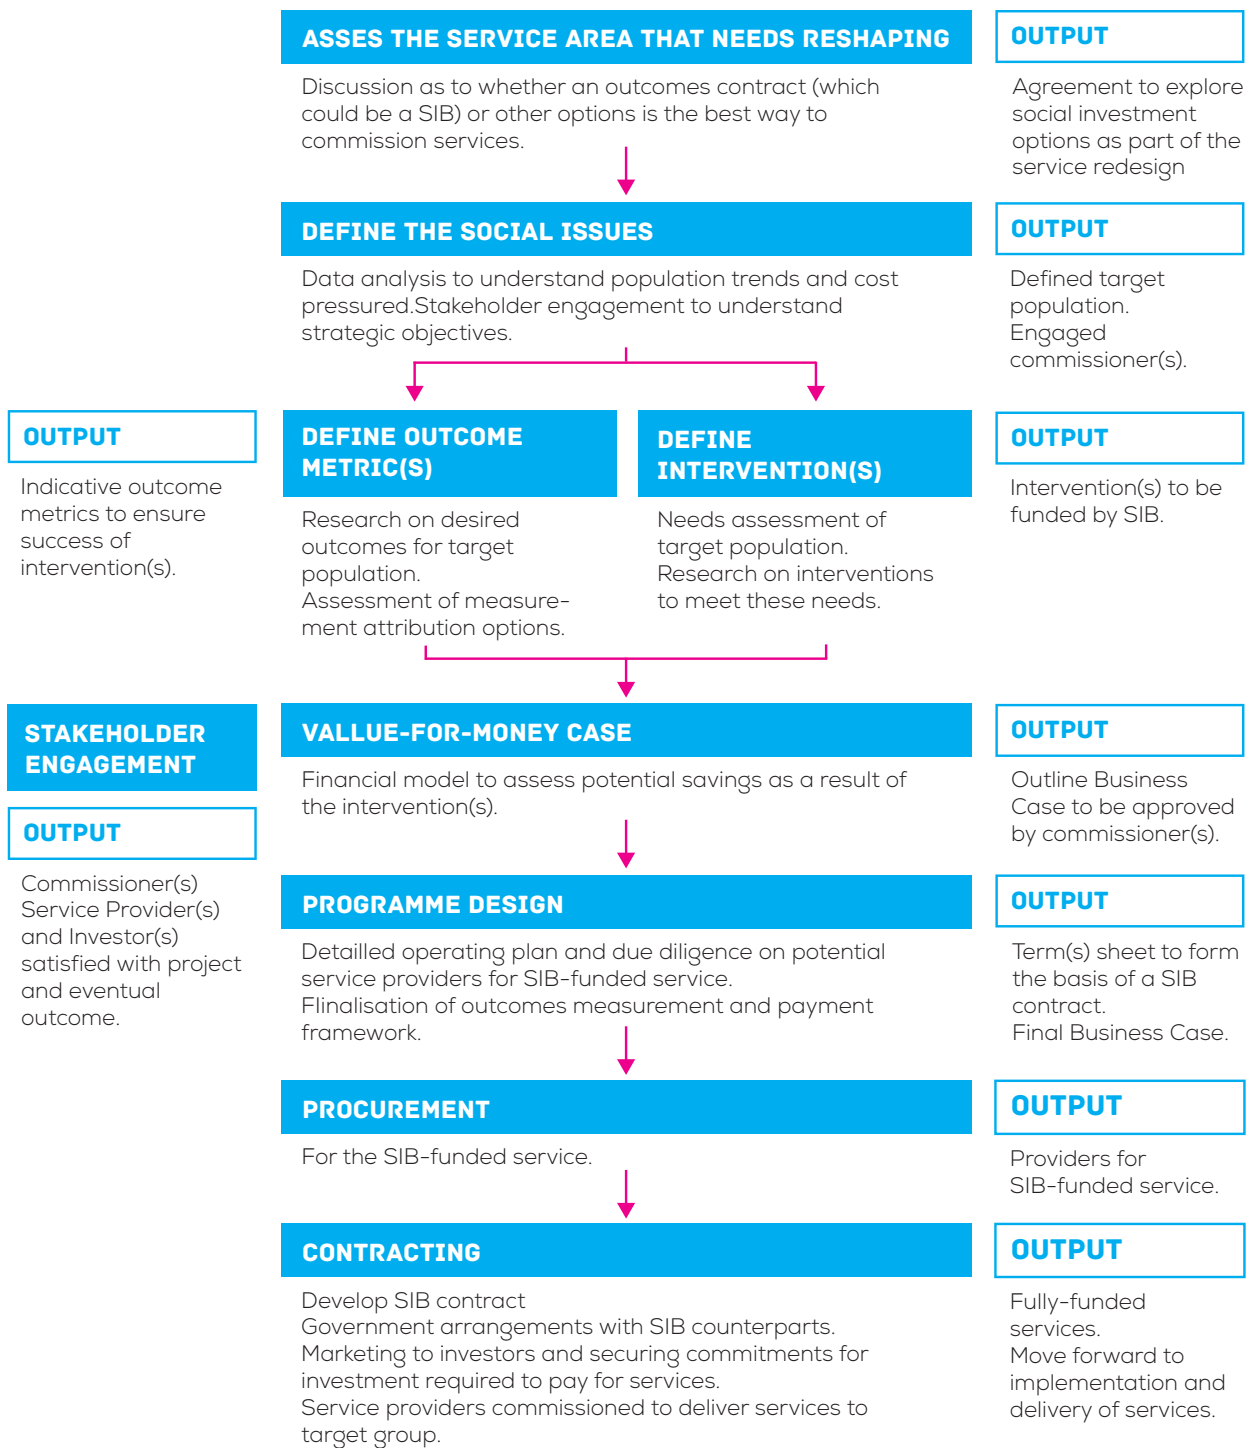 ASSES THE SERVICE AREA THAT NEEDS RESHAPING
Discussion as to whether an outcomes contract (which
could be a SIB) or other options is the best way to
commission services.
OUTPUT
Agreement to explore
social investment
options as part of the
service redesign
DEFINE THE SOCIAL ISSUES
Data analysis to understand population trends and cost
pressured.Stakeholder engagement to understand
strategic objectives.
OUTPUT
Defined target
population.
Engaged
commissioner(s).
OUTPUT
Indicative outcome
metrics to ensure
success of
intervention(s).
DEFINE OUTCOME
METRIC(S)
Research on desired
outcomes for target
population.
Assessment of measure-
ment attribution options.
DEFINE
INTERVENTION(S)
Needs assessment of
target population.
Research on interventions
to meet these needs.
OUTPUT
Intervention(s) to be
funded by SIB.
STAKEHOLDER
ENGAGEMENT
OUTPUT
Commissioner(s)
Service Provider(s)
and Investor(s)
satisfied with project
and eventual
outcome.
VALLUE-FOR-MONEY CASE
Financial model to assess potential savings as a result of
the intervention(s).
OUTPUT
Outline Business
Case to be approved
by commissioner(s).
PROGRAMME DESIGN
Detailled operating plan and due diligence on potential
service providers for SIB-funded service.
Flinalisation of outcomes measurement and payment
framework.
OUTPUT
Term(s) sheet to form
the basis of a SIB
contract.
Final Business Case.
PROCUREMENT
For the SIB-funded service.
OUTPUT
Providers for
SIB-funded service.
CONTRACTING
Develop SIB contract
Government arrangements with SIB counterparts.
Marketing to investors and securing commitments for
investment required to pay for services.
Service providers commissioned to deliver services to
target group.
OUTPUT
Fully-funded
services.
Move forward to
implementation and
delivery of services.